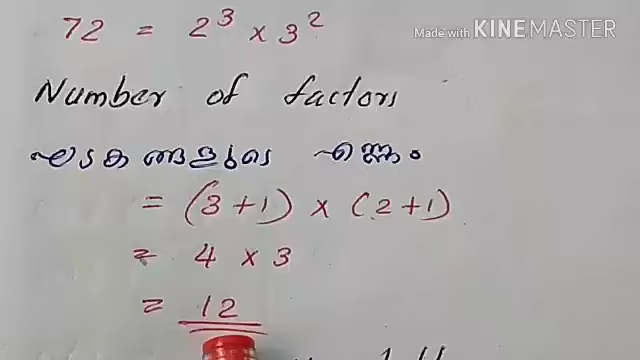 72 = 2³ × 3²
Made with KINEMASTER
Number of factors
ഘടകങ്ങളുടെ എണ്ണം
= (3+1) × (2+1)
= 4 × 3
= 12